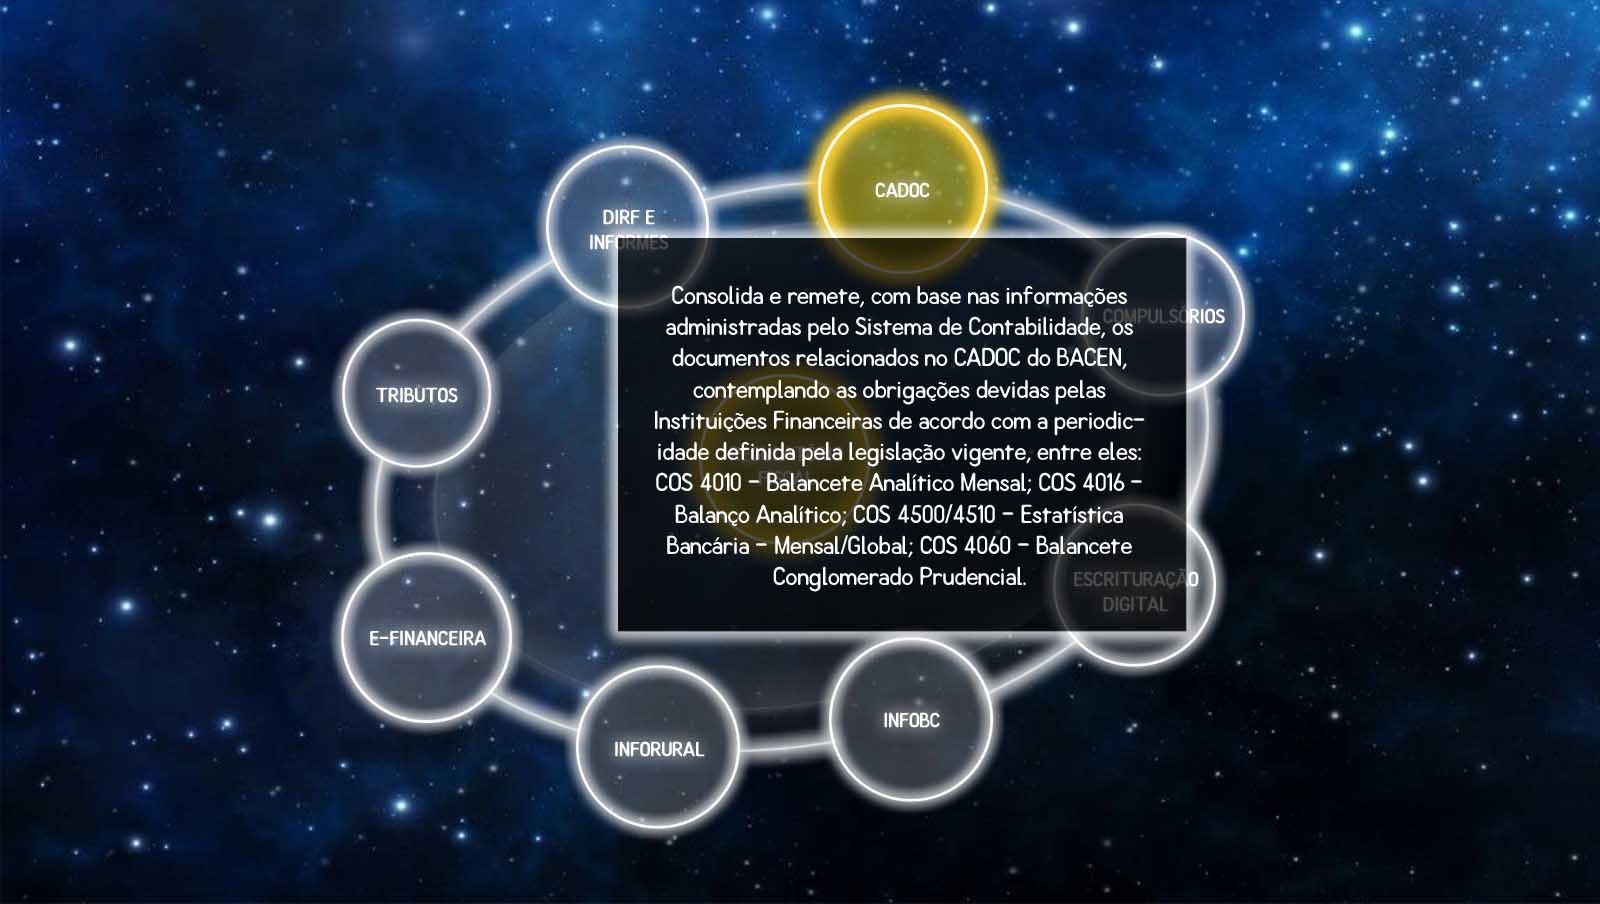 CADOC
DIRF E
INFORMES
Consolida e remete, com base nas informações
administradas pelo Sistema de Contabilidade, os
documentos relacionados no CADOC do BACEN,
contemplando as obrigações devidas pelas
Instituições Financeiras de acordo com a periodic-
idade definida pela legislação vigente, entre eles:
COS 4010 - Balancete Analítico Mensal; COS 4016 -
Balanço Analítico; COS 4500/4510 - Estatística
Bancária - Mensal/Global; COS 4060 - Balancete
Conglomerado Prudencial.
COMPULSÓRIOS
TRIBUTOS
FISCAL
ESCRITURAÇÃO
DIGITAL
E-FINANCEIRA
INFOBC
INFORURAL